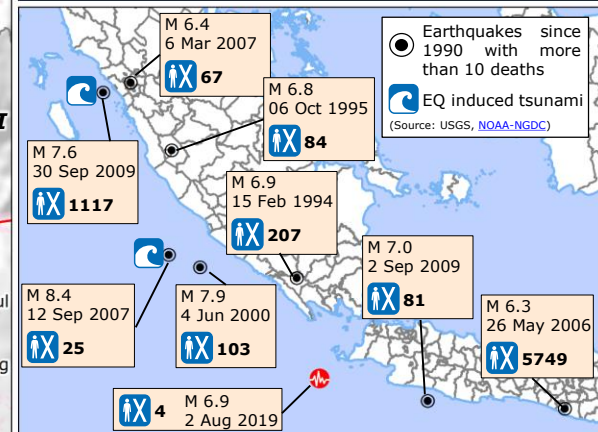 M 6.4
6 Mar 2007
67
Earthquakes since
1990 with more
than 10 deaths
EQ induced tsunami
(Source: USGS, NOAA-NGDC)
M 6.8
06 Oct 1995
84
M 7.6
30 Sep 2009
1117
M 6.9
15 Feb 1994
207
M 7.0
2 Sep 2009
81
M 8.4
12 Sep 2007
25
M 7.9
4 Jun 2000
103
M 6.3
26 May 2006
5749
4 M 6.9
2 Aug 2019
ul
g